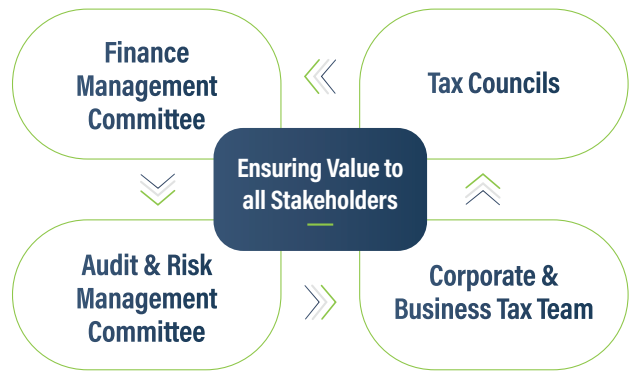 Finance
Management
Committee
Tax Councils
Ensuring Value to
all Stakeholders
Audit & Risk
Management
Committee
Corporate &
Business Tax Team